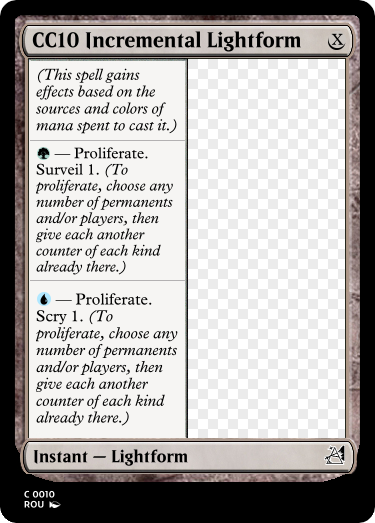 CC10 Incremental Lightform X
(This spell gains
effects based on the
sources and colors of
mana spent to cast it.)
— Proliferate.
Surveil 1. (To
proliferate, choose any
number of permanents
and/or players, then
give each another
counter of each kind
already there.)
— Proliferate.
Scry 1. (To
proliferate, choose any
number of permanents
and/or players, then
give each another
counter of each kind
already there.)
Instant — Lightform
C 0010
ROU